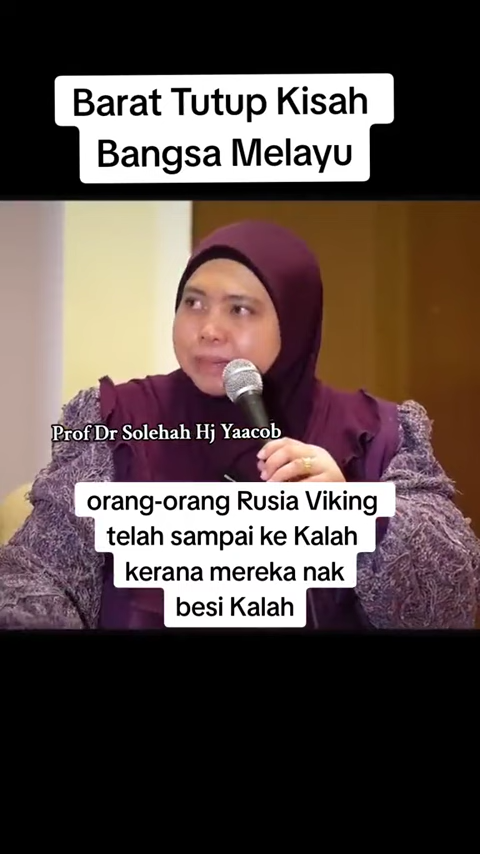 Barat Tutup Kisah
Bangsa Melayu
Prof Dr Solehah Hj Yaacob
orang-orang Rusia Viking
telah sampai ke Kalah
kerana mereka nak
besi Kalah